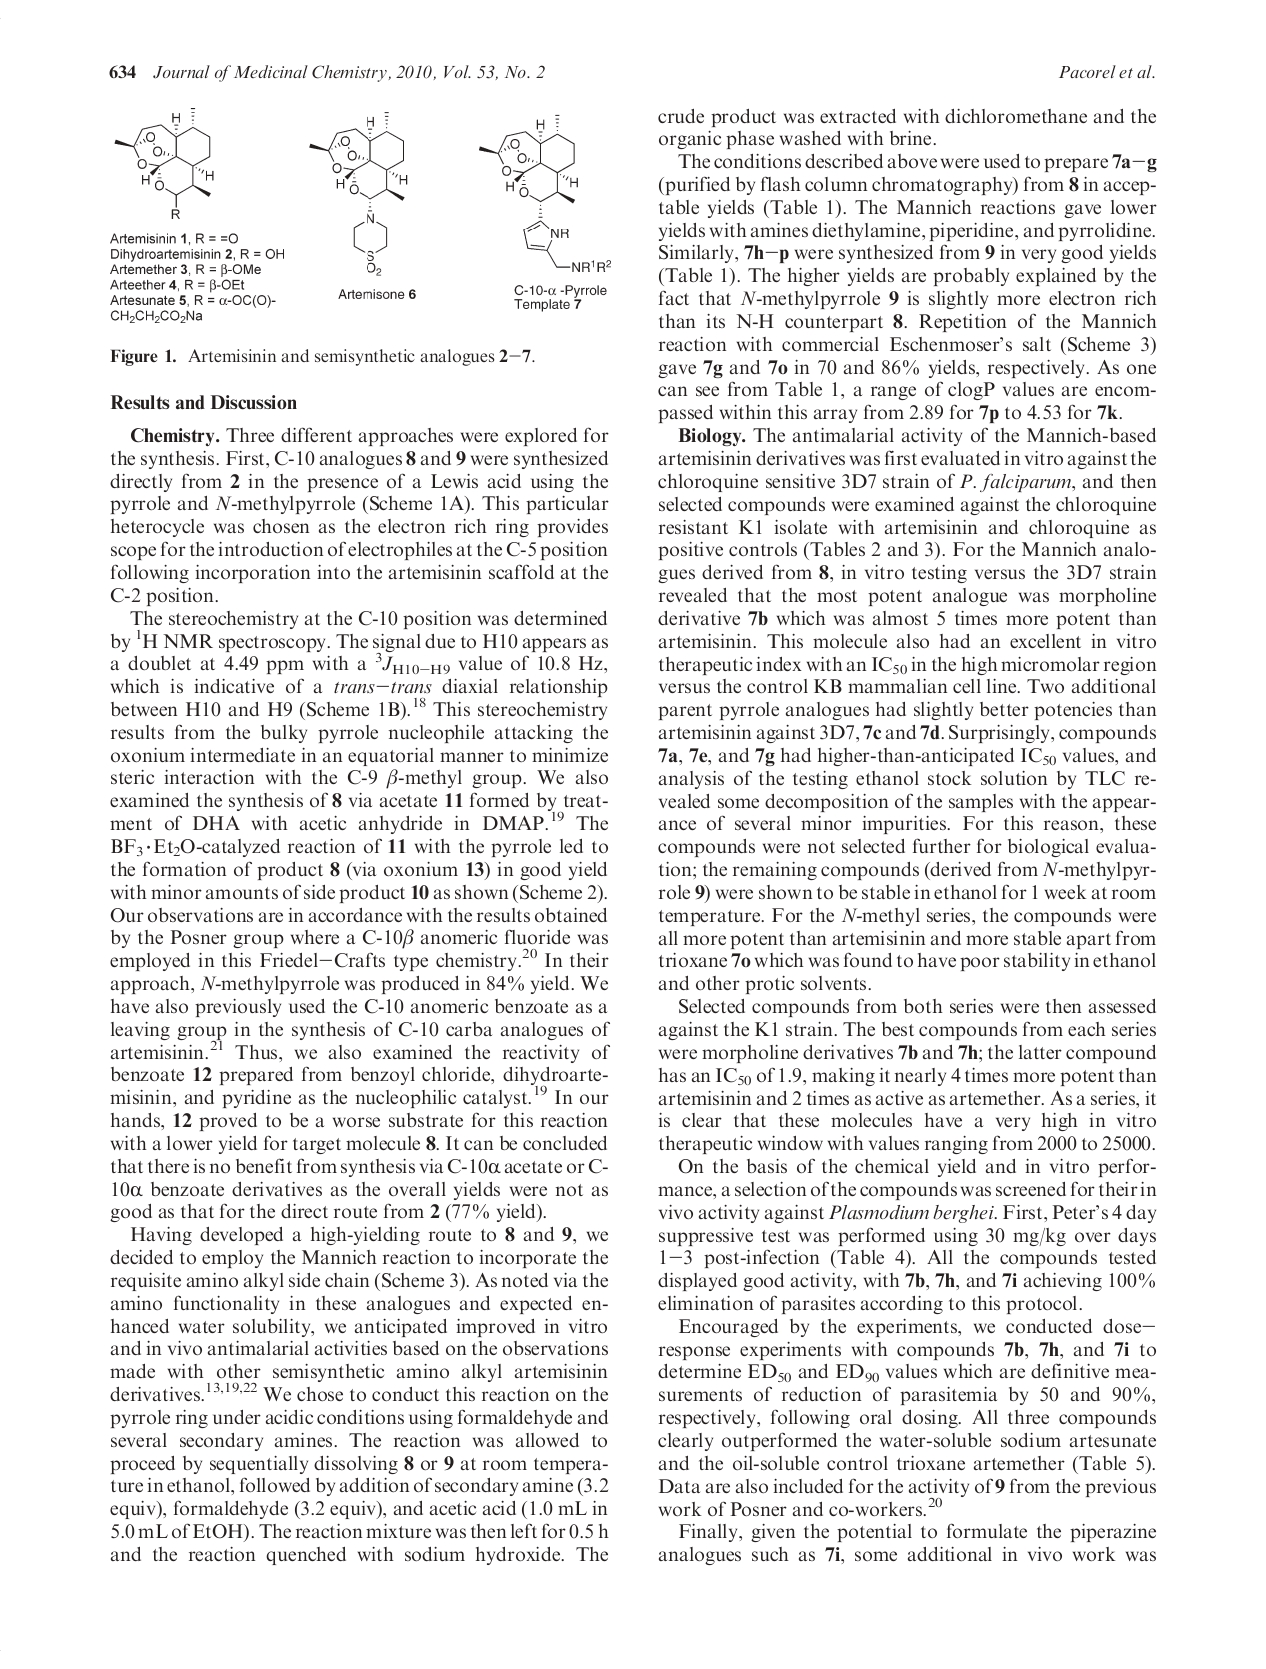 634 Journal of Medicinal Chemistry, 2010, Vol. 53, No. 2
Pacorel et al.
H
O
O
O
H
O
H
R
Artemisinin 1, R = =O
Dihydroartemisinin 2, R = OH
Artemether 3, R = β-OMe
Arteether 4, R = β-OEt
Artesunate 5, R = α-OC(O)-
CH2CH2CO2Na
H
O
O
O
H
O
H
N
S
O2
Artemisone 6
H
O
O
O
H
O
H
NH
NR¹R²
C-10-α -Pyrrole
Template 7
Figure 1. Artemisinin and semisynthetic analogues 2−7.
Results and Discussion
Chemistry. Three different approaches were explored for
the synthesis. First, C-10 analogues 8 and 9 were synthesized
directly from 2 in the presence of a Lewis acid using the
pyrrole and N-methylpyrrole (Scheme 1A). This particular
heterocycle was chosen as the electron rich ring provides
scope for the introduction of electrophiles at the C-5 position
following incorporation into the artemisinin scaffold at the
C-2 position.
The stereochemistry at the C-10 position was determined
by ¹H NMR spectroscopy. The signal due to H10 appears as
a doublet at 4.49 ppm with a ³JH10−H9 value of 10.8 Hz,
which is indicative of a trans−trans diaxial relationship
between H10 and H9 (Scheme 1B).18 This stereochemistry
results from the bulky pyrrole nucleophile attacking the
oxonium intermediate in an equatorial manner to minimize
steric interaction with the C-9 β-methyl group. We also
examined the synthesis of 8 via acetate 11 formed by treat-
ment of DHA with acetic anhydride in DMAP.19 The
BF3·Et2O-catalyzed reaction of 11 with the pyrrole led to
the formation of product 8 (via oxonium 13) in good yield
with minor amounts of side product 10 as shown (Scheme 2).
Our observations are in accordance with the results obtained
by the Posner group where a C-10β anomeric fluoride was
employed in this Friedel−Crafts type chemistry.20 In their
approach, N-methylpyrrole was produced in 84% yield. We
have also previously used the C-10 anomeric benzoate as a
leaving group in the synthesis of C-10 carba analogues of
artemisinin.21 Thus, we also examined the reactivity of
benzoate 12 prepared from benzoyl chloride, dihydroarte-
misinin, and pyridine as the nucleophilic catalyst.19 In our
hands, 12 proved to be a worse substrate for this reaction
with a lower yield for target molecule 8. It can be concluded
that there is no benefit from synthesis via C-10α acetate or C-
10α benzoate derivatives as the overall yields were not as
good as that for the direct route from 2 (77% yield).
Having developed a high-yielding route to 8 and 9, we
decided to employ the Mannich reaction to incorporate the
requisite amino alkyl side chain (Scheme 3). As noted via the
amino functionality in these analogues and expected en-
hanced water solubility, we anticipated improved in vitro
and in vivo antimalarial activities based on the observations
made with other semisynthetic amino alkyl artemisinin
derivatives.13,19,22 We chose to conduct this reaction on the
pyrrole ring under acidic conditions using formaldehyde and
several secondary amines. The reaction was allowed to
proceed by sequentially dissolving 8 or 9 at room tempera-
ture in ethanol, followed by addition of secondary amine (3.2
equiv), formaldehyde (3.2 equiv), and acetic acid (1.0 mL in
5.0 mL of EtOH). The reaction mixture was then left for 0.5 h
and the reaction quenched with sodium hydroxide. The
crude product was extracted with dichloromethane and the
organic phase washed with brine.
The conditions described above were used to prepare 7a−g
(purified by flash column chromatography) from 8 in accep-
table yields (Table 1). The Mannich reactions gave lower
yields with amines diethylamine, piperidine, and pyrrolidine.
Similarly, 7h−p were synthesized from 9 in very good yields
(Table 1). The higher yields are probably explained by the
fact that N-methylpyrrole 9 is slightly more electron rich
than its N-H counterpart 8. Repetition of the Mannich
reaction with commercial Eschenmoser's salt (Scheme 3)
gave 7g and 7o in 70 and 86% yields, respectively. As one
can see from Table 1, a range of clogP values are encom-
passed within this array from 2.89 for 7p to 4.53 for 7k.
Biology. The antimalarial activity of the Mannich-based
artemisinin derivatives was first evaluated in vitro against the
chloroquine sensitive 3D7 strain of P. falciparum, and then
selected compounds were examined against the chloroquine
resistant K1 isolate with artemisinin and chloroquine as
positive controls (Tables 2 and 3). For the Mannich analo-
gues derived from 8, in vitro testing versus the 3D7 strain
revealed that the most potent analogue was morpholine
derivative 7b which was almost 5 times more potent than
artemisinin. This molecule also had an excellent in vitro
therapeutic index with an IC50 in the high micromolar region
versus the control KB mammalian cell line. Two additional
parent pyrrole analogues had slightly better potencies than
artemisinin against 3D7, 7c and 7d. Surprisingly, compounds
7a, 7e, and 7g had higher-than-anticipated IC50 values, and
analysis of the testing ethanol stock solution by TLC re-
vealed some decomposition of the samples with the appear-
ance of several minor impurities. For this reason, these
compounds were not selected further for biological evalua-
tion; the remaining compounds (derived from N-methylpyr-
role 9) were shown to be stable in ethanol for 1 week at room
temperature. For the N-methyl series, the compounds were
all more potent than artemisinin and more stable apart from
trioxane 7o which was found to have poor stability in ethanol
and other protic solvents.
Selected compounds from both series were then assessed
against the K1 strain. The best compounds from each series
were morpholine derivatives 7b and 7h; the latter compound
has an IC50 of 1.9, making it nearly 4 times more potent than
artemisinin and 2 times as active as artemether. As a series, it
is clear that these molecules have a very high in vitro
therapeutic window with values ranging from 2000 to 25000.
On the basis of the chemical yield and in vitro perfor-
mance, a selection of the compounds was screened for their in
vivo activity against Plasmodium berghei. First, Peter's 4 day
suppressive test was performed using 30 mg/kg over days
1−3 post-infection (Table 4). All the compounds tested
displayed good activity, with 7b, 7h, and 7i achieving 100%
elimination of parasites according to this protocol.
Encouraged by the experiments, we conducted dose−
response experiments with compounds 7b, 7h, and 7i to
determine ED50 and ED90 values which are definitive mea-
surements of reduction of parasitemia by 50 and 90%,
respectively, following oral dosing. All three compounds
clearly outperformed the water-soluble sodium artesunate
and the oil-soluble control trioxane artemether (Table 5).
Data are also included for the activity of 9 from the previous
work of Posner and co-workers.20
Finally, given the potential to formulate the piperazine
analogues such as 7i, some additional in vivo work was